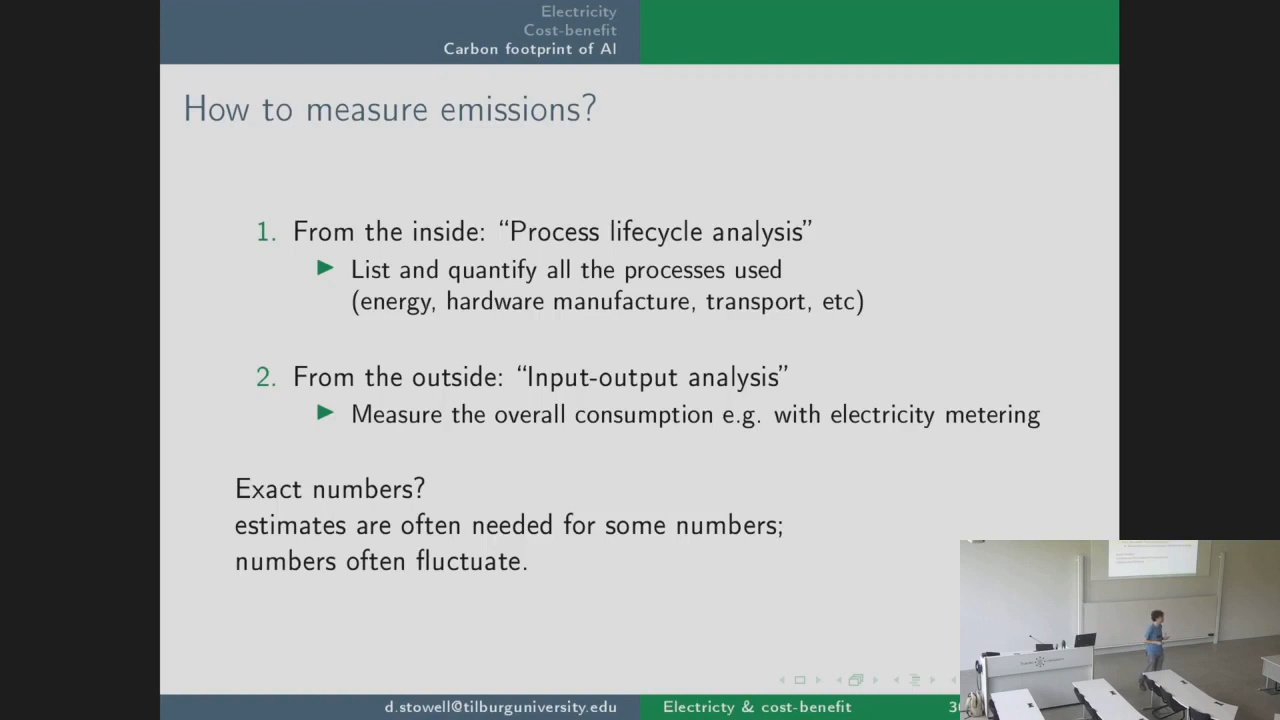 Electricity
Cost-benefit
Carbon footprint of AI
How to measure emissions?
1. From the inside: “Process lifecycle analysis”
List and quantify all the processes used
(energy, hardware manufacture, transport, etc)
2. From the outside: “Input-output analysis”
Measure the overall consumption e.g. with electricity metering
Exact numbers?
estimates are often needed for some numbers;
numbers often fluctuate.
d.stowell@tilburguniversity.edu
Electricty & cost-benefit